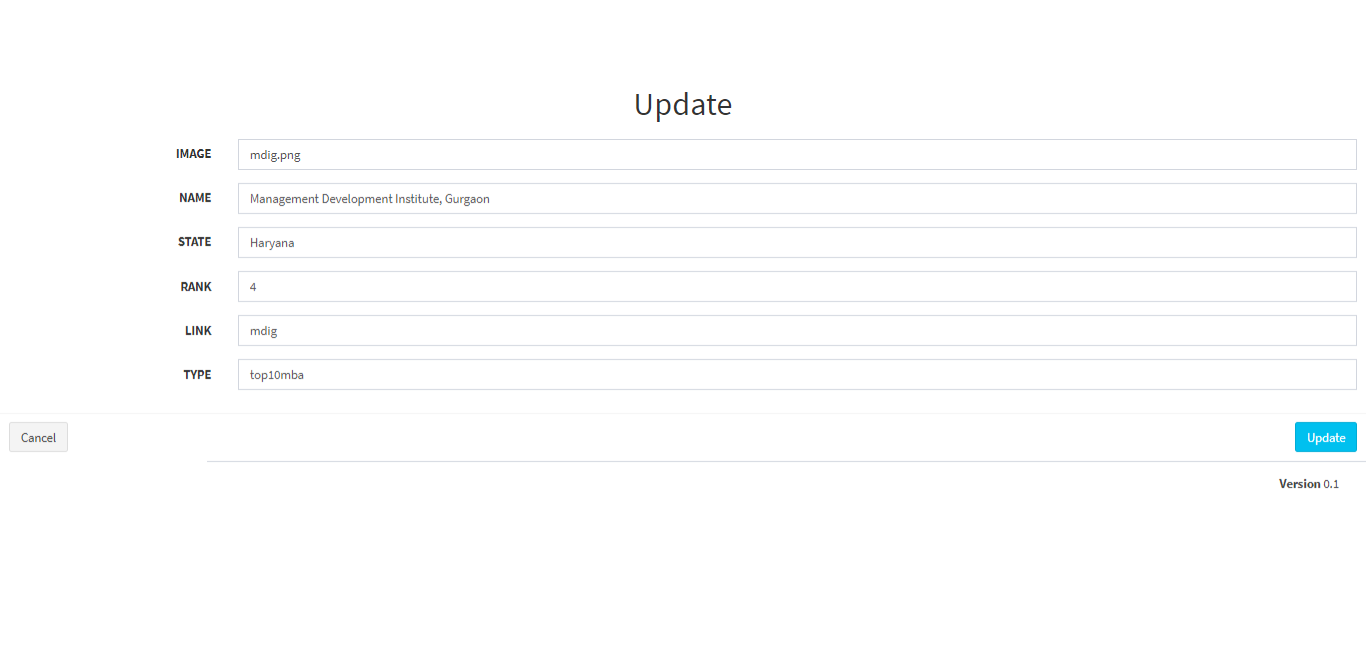 Update
IMAGE mdig.png
NAME Management Development Institute, Gurgaon
STATE Haryana
RANK 4
LINK mdig
TYPE top10mba
Cancel Update
Version 0.1